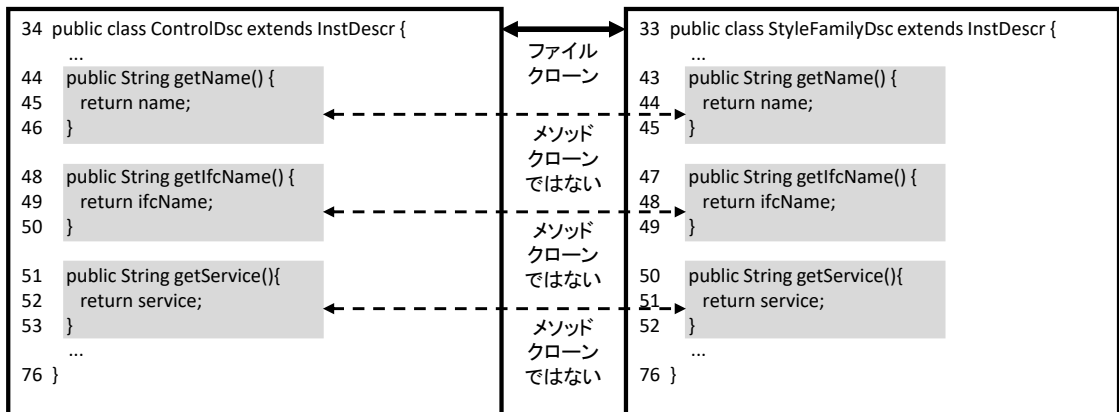 34 public class ControlDsc extends InstDescr {
...
44 public String getName() {
45 return name;
46 }
48 public String getIfcName() {
49 return ifcName;
50 }
51 public String getService(){
52 return service;
53 }
...
76 }
ファイル
クローン
メソッド
クローン
ではない
メソッド
クローン
ではない
メソッド
クローン
ではない
33 public class StyleFamilyDsc extends InstDescr {
...
43 public String getName() {
44 return name;
45 }
47 public String getIfcName() {
48 return ifcName;
49 }
50 public String getService(){
51 return service;
52 }
...
76 }